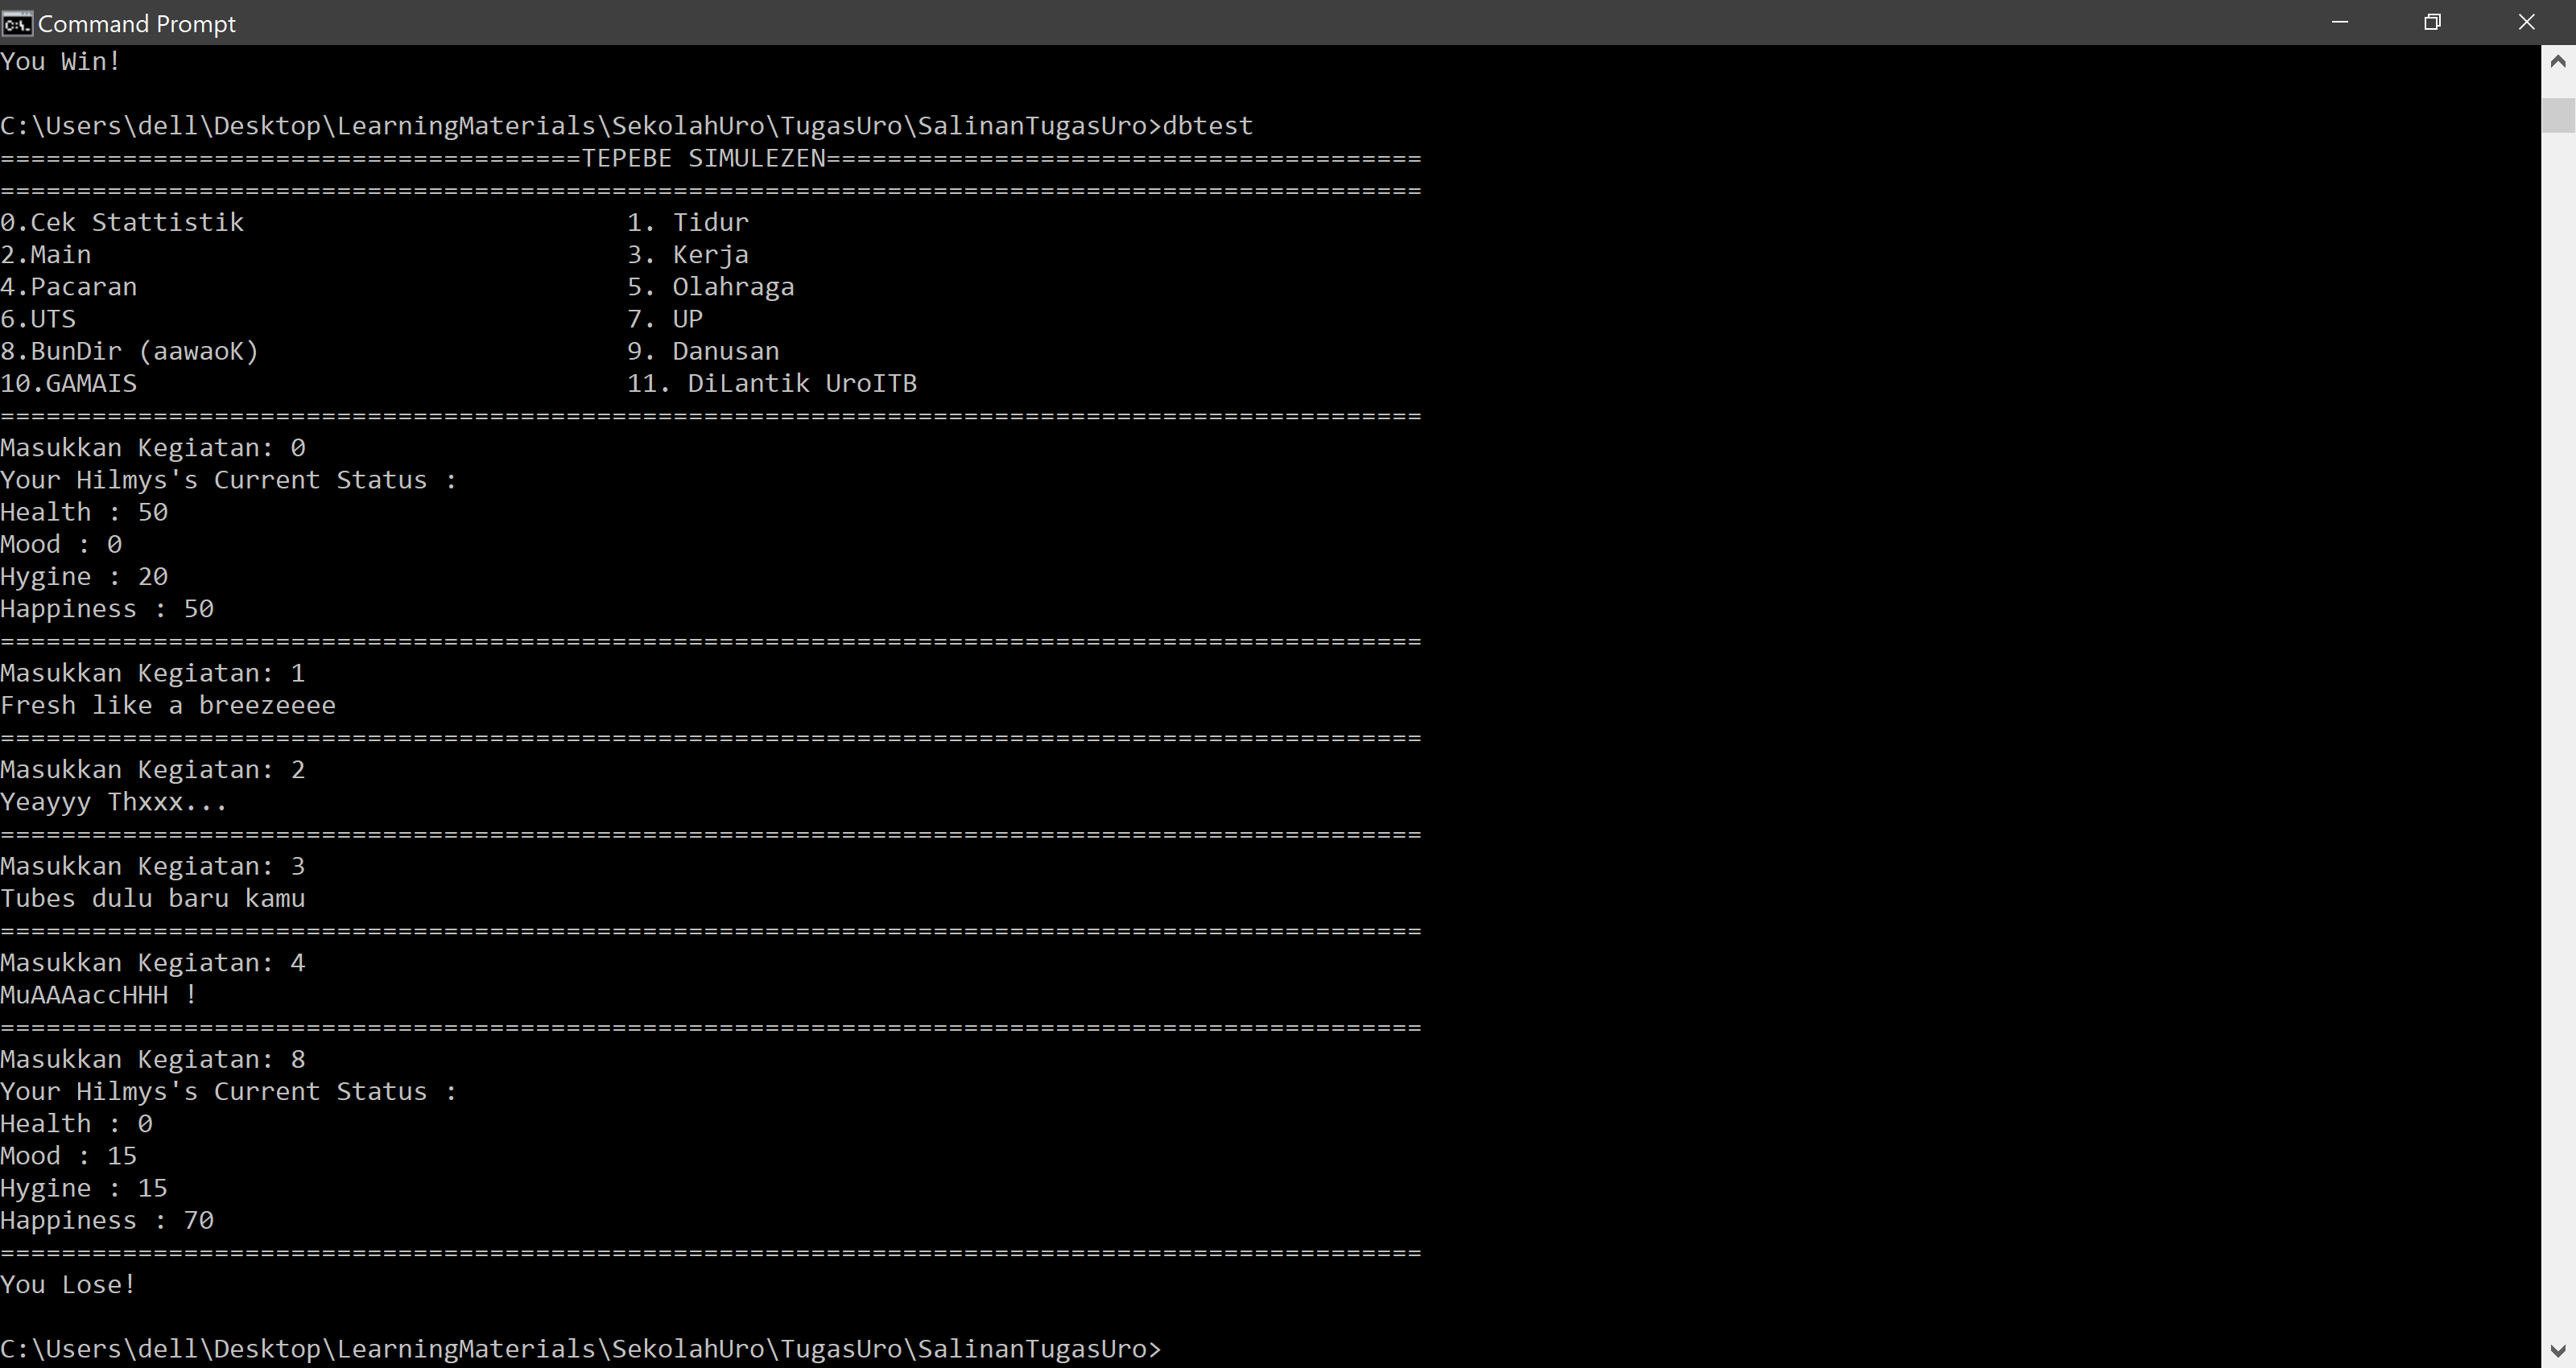 Command Prompt
You Win!
C:\Users\dell\Desktop\LearningMaterials\SekolahUro\TugasUro\SalinanTugasUro>dbtest
======================================TEPEBE SIMULEZEN=======================================
=============================================================================================
0.Cek Stattistik                         1. Tidur
2.Main                                   3. Kerja
4.Pacaran                                5. Olahraga
6.UTS                                    7. UP
8.BunDir (aawaoK)                        9. Danusan
10.GAMAIS                                11. DiLantik UroITB
=============================================================================================
Masukkan Kegiatan: 0
Your Hilmys's Current Status :
Health : 50
Mood : 0
Hygine : 20
Happiness : 50
=============================================================================================
Masukkan Kegiatan: 1
Fresh like a breezeeee
=============================================================================================
Masukkan Kegiatan: 2
Yeayyy Thxxx...
=============================================================================================
Masukkan Kegiatan: 3
Tubes dulu baru kamu
=============================================================================================
Masukkan Kegiatan: 4
MuAAAaccHHH !
=============================================================================================
Masukkan Kegiatan: 8
Your Hilmys's Current Status :
Health : 0
Mood : 15
Hygine : 15
Happiness : 70
=============================================================================================
You Lose!
C:\Users\dell\Desktop\LearningMaterials\SekolahUro\TugasUro\SalinanTugasUro>